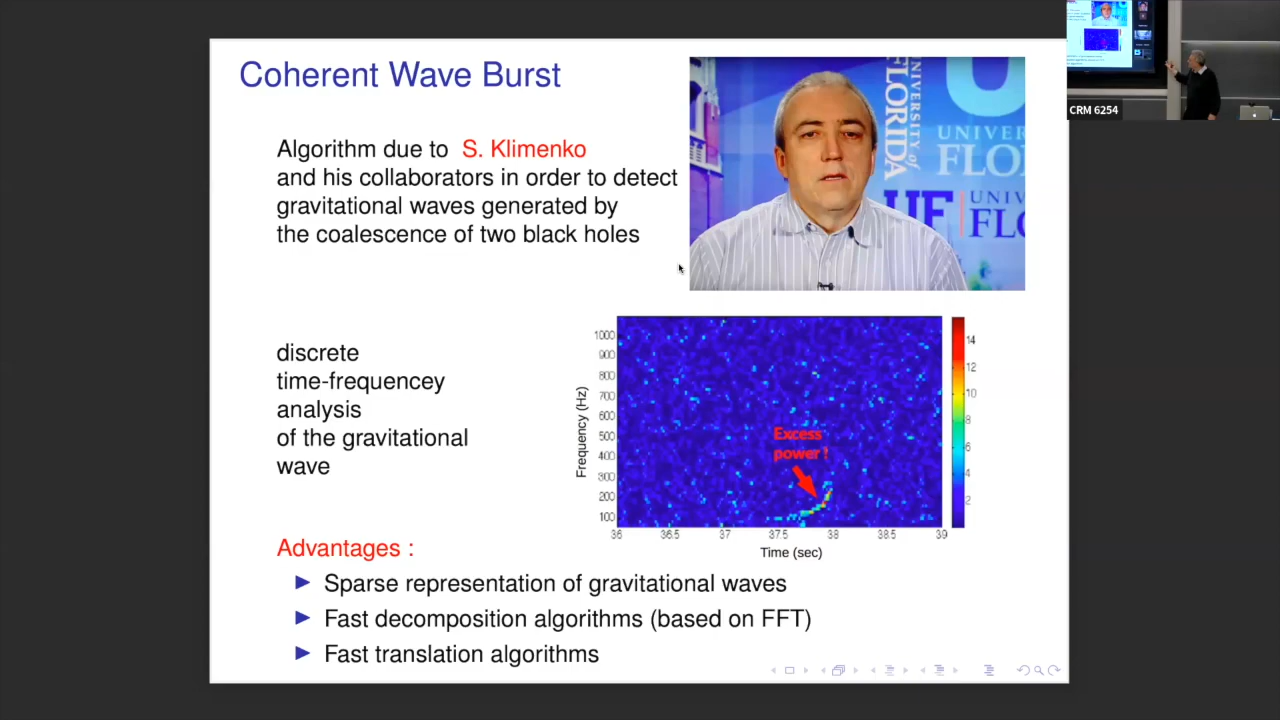 Coherent Wave Burst
Algorithm due to S. Klimenko
and his collaborators in order to detect
gravitational waves generated by
the coalescence of two black holes
UNIVERSITY of
FLORIDA
U
UNIVER
FLO
UF
UNIV
FLO
CRM 6254
discrete
time-frequencey
analysis
of the gravitational
wave
Frequency (Hz)
1000
900
800
700
600
500
400
300
200
100
Excess
power !
36
36.5
37
37.5
38
38.5
39
Time (sec)
14
12
10
8
6
4
2
Advantages :
Sparse representation of gravitational waves
Fast decomposition algorithms (based on FFT)
Fast translation algorithms